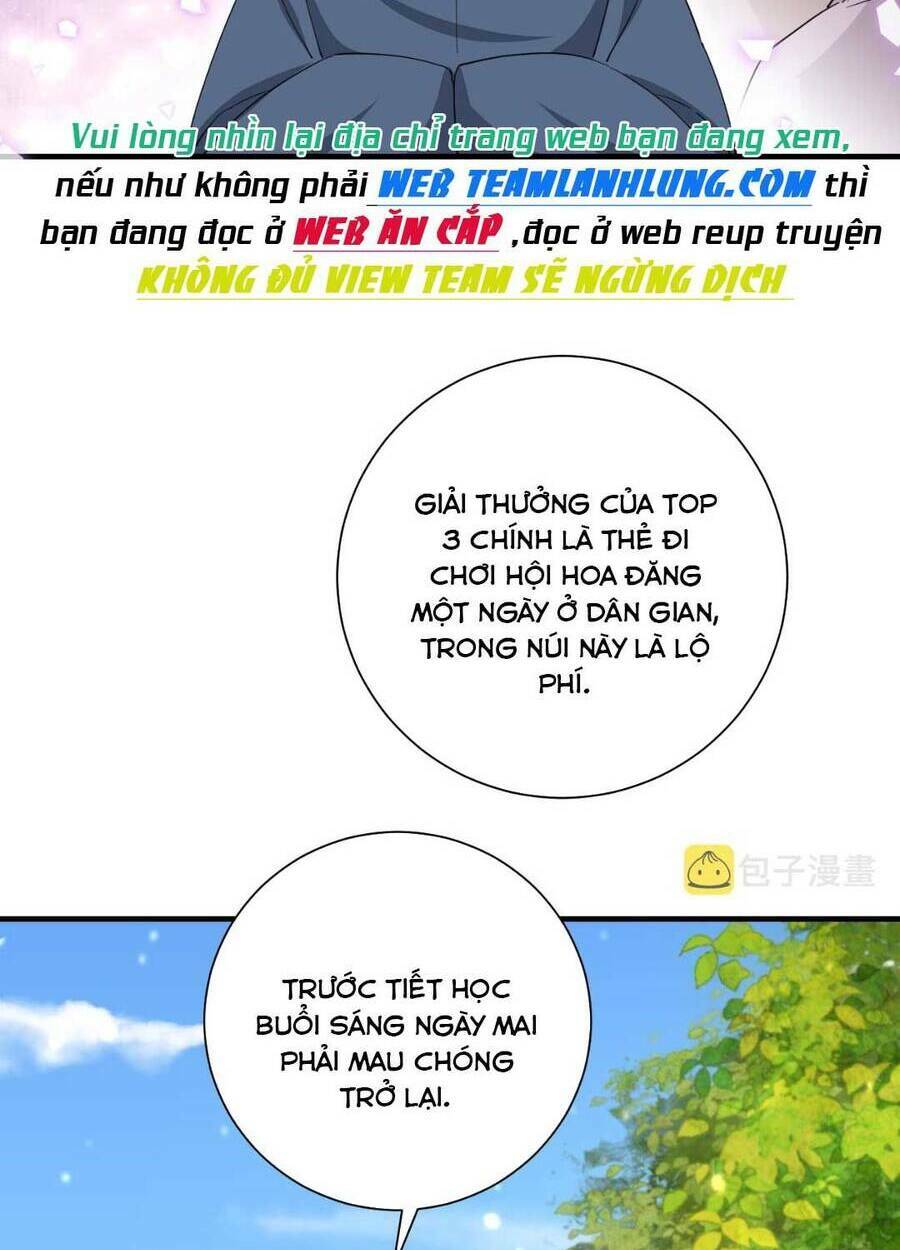 Vui lòng nhìn lại địa chỉ trang web bạn đang xem,
nếu như không phải WEB TEAMLANHLUNG.COM thì
bạn đang đọc ở WEB ĂN CẮP ,đọc ở web reup truyện
KHÔNG ĐỦ VIEW TEAM SẼ NGỪNG DỊCH
GIẢI THƯỞNG CỦA TOP
3 CHÍNH LÀ THẺ ĐI
CHƠI HỘI HOA ĐĂNG
MỘT NGÀY Ở DÂN GIAN,
TRONG NÚI NÀY LÀ LỘ
PHÍ.
包子漫畫
TRƯỚC TIẾT HỌC
BUỔI SÁNG NGÀY MAI
PHẢI MAU CHÓNG
TRỞ LẠI.